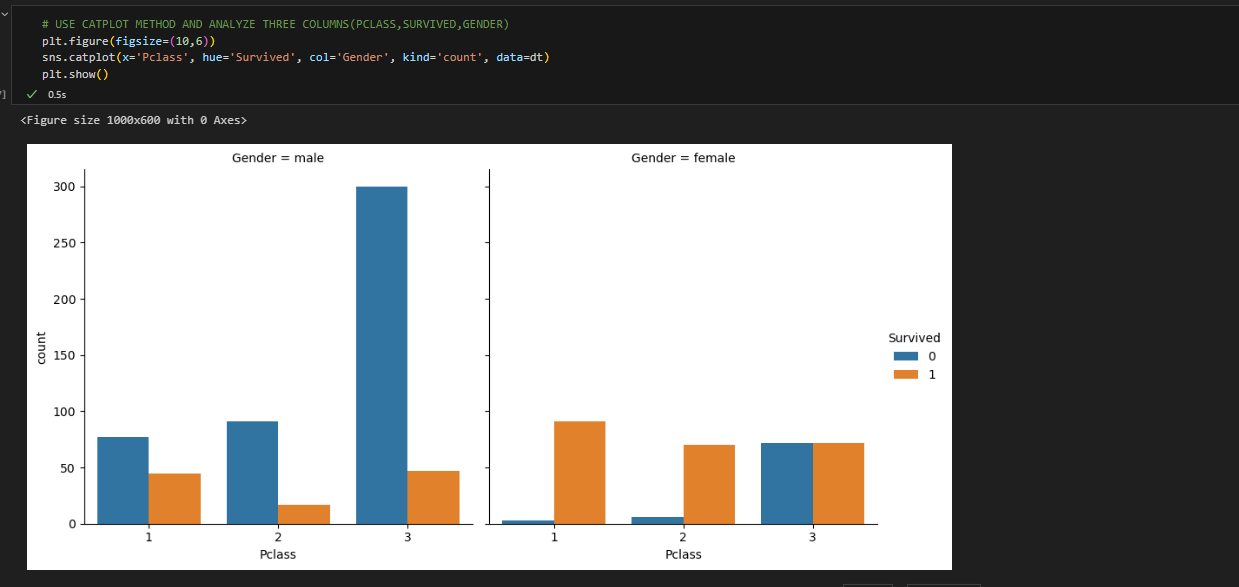 # USE CATPLOT METHOD AND ANALYZE THREE COLUMNS(PCLASS,SURVIVED,GENDER)
plt.figure(figsize=(10,6))
sns.catplot(x='Pclass', hue='Survived', col='Gender', kind='count', data=dt)
plt.show()
]
0.5s
<Figure size 1000x600 with 0 Axes>
Gender = male
Gender = female
300
250
200
150
100
50
0
count
1 2 3
Pclass
1 2 3
Pclass
Survived
0
1